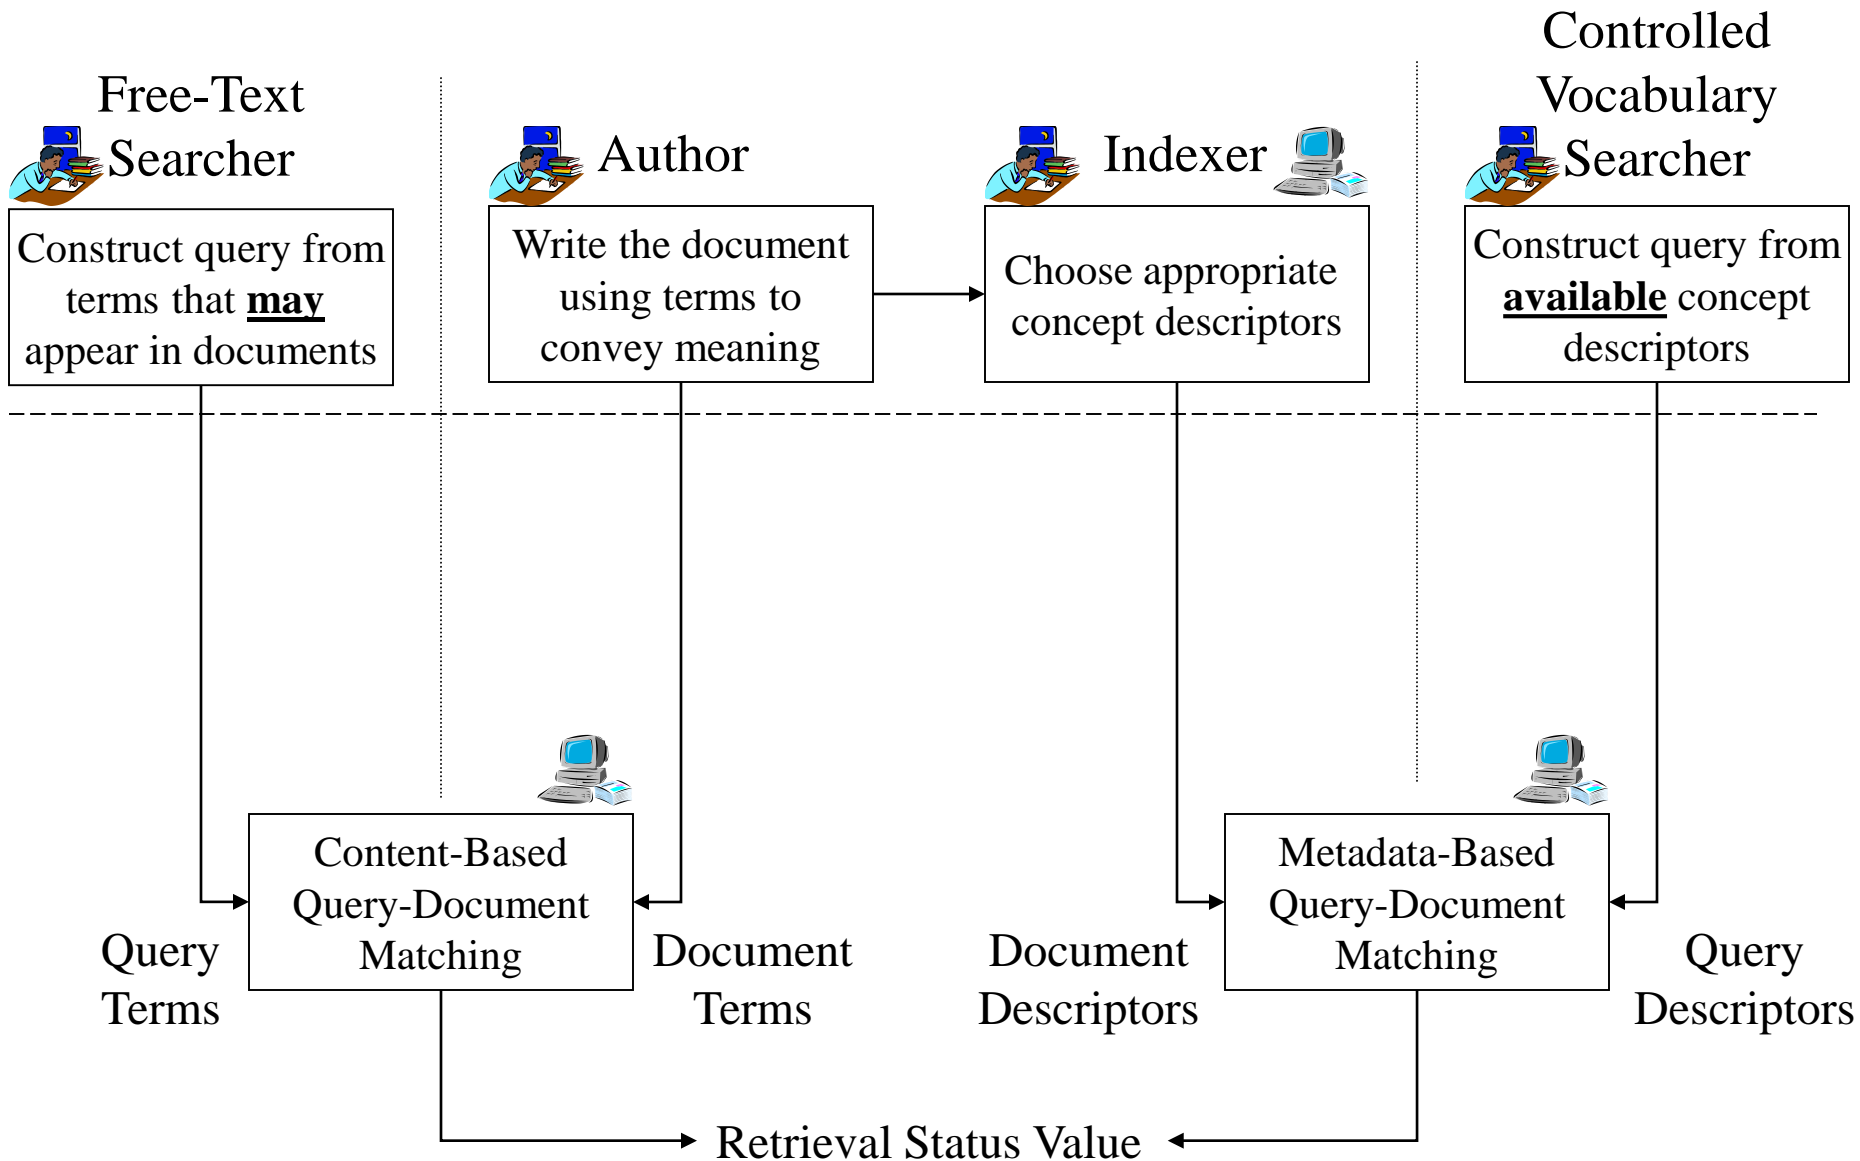 Free-Text
Searcher
Construct query from
terms that may
appear in documents
Author
Write the document
using terms to
convey meaning
Indexer
Choose appropriate
concept descriptors
Controlled
Vocabulary
Searcher
Construct query from
available concept
descriptors
Content-Based
Query-Document
Matching
Query
Terms
Document
Terms
Metadata-Based
Query-Document
Matching
Document
Descriptors
Query
Descriptors
Retrieval Status Value